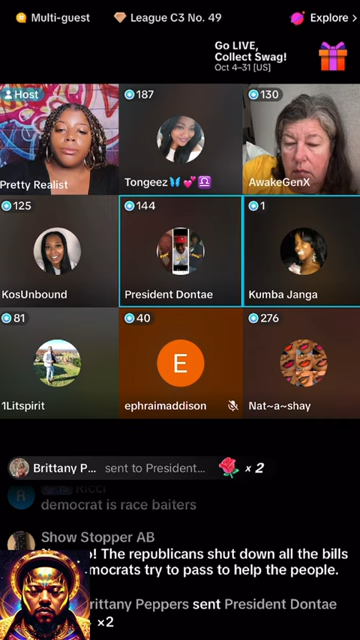 Multi-guest
League C3 No. 49
Explore >
Go LIVE,
Collect Swag!
Oct 4–31 [US]
Host
187
130
Pretty Realist
Tongeez🦋💕♎
AwakeGenX
125
144
1
KosUnbound
President Dontae
Kumba Janga
81
40
276
E
1Litspirit
ephraimaddison
Nat~a~shay
Brittany P... sent to President... x 2
Ricci
democrat is race baiters
Show Stopper AB
! The republicans shut down all the bills
mocrats try to pass to help the people.
rittany Peppers sent President Dontae
×2